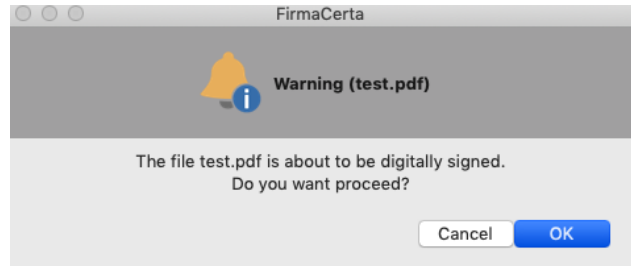 FirmaCerta
Warning (test.pdf)
The file test.pdf is about to be digitally signed.
Do you want proceed?
Cancel
OK